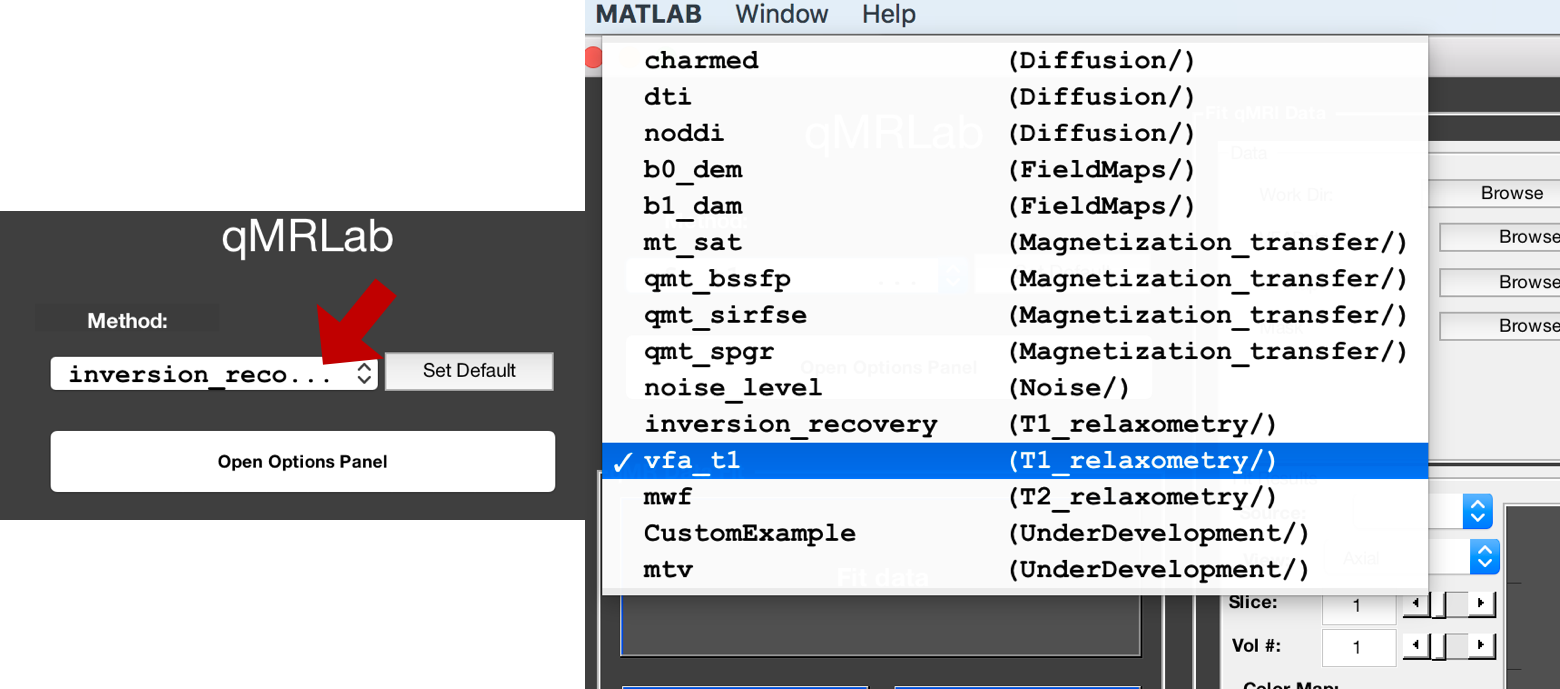 qMRLab
Method:
inversion_reco...
Set Default
Open Options Panel
MATLAB Window Help
charmed (Diffusion/)
dti (Diffusion/)
noddi (Diffusion/)
b0_dem (FieldMaps/)
b1_dam (FieldMaps/)
mt_sat (Magnetization_transfer/)
qmt_bssfp (Magnetization_transfer/)
qmt_sirfse (Magnetization_transfer/)
qmt_spgr (Magnetization_transfer/)
noise_level (Noise/)
inversion_recovery (T1_relaxometry/)
✓ vfa_t1 (T1_relaxometry/)
mwf (T2_relaxometry/)
CustomExample (UnderDevelopment/)
mtv (UnderDevelopment/)
qMRLab
Open Options Panel
Fit data
Fit qMRI Data
Data
Work Dir:
Browse
Browse
Browse
Browse
Source:
Axial
Slice: 1
Vol #: 1
Color Map: